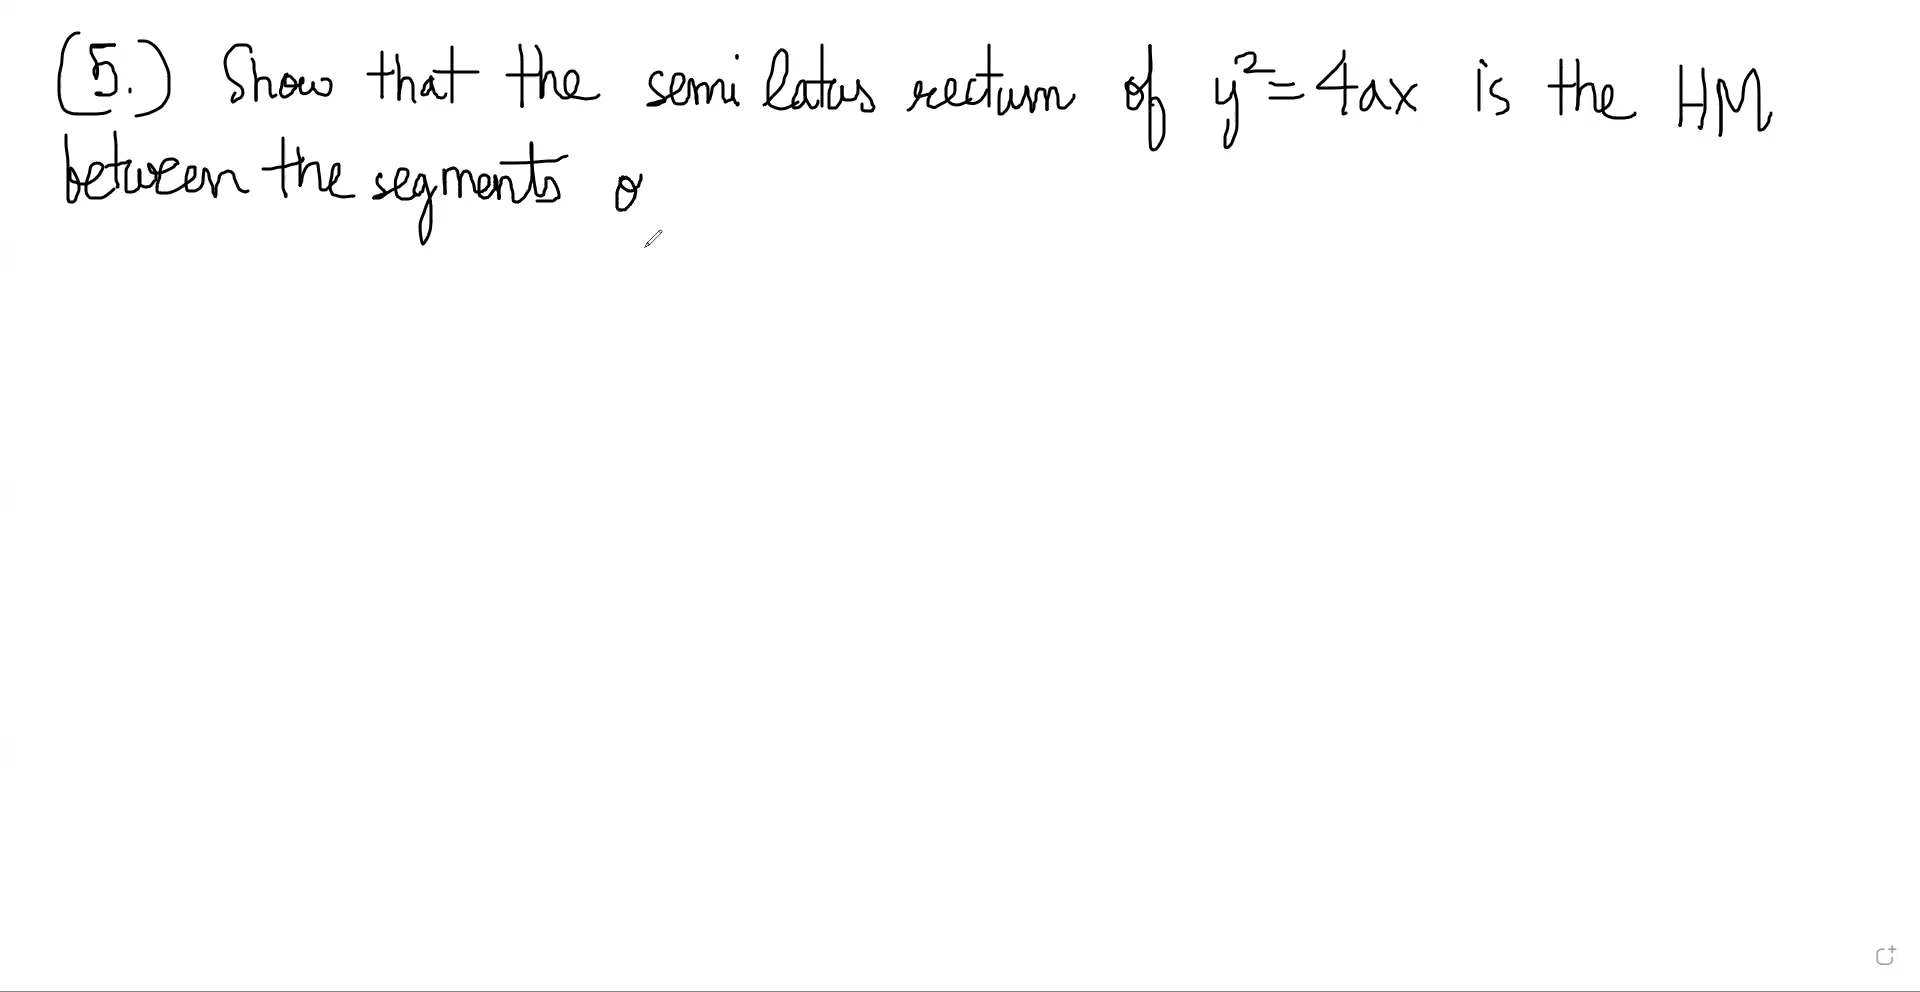 (5.) Show that the semi latus rectum of y²=4ax is the HM
between the segments o